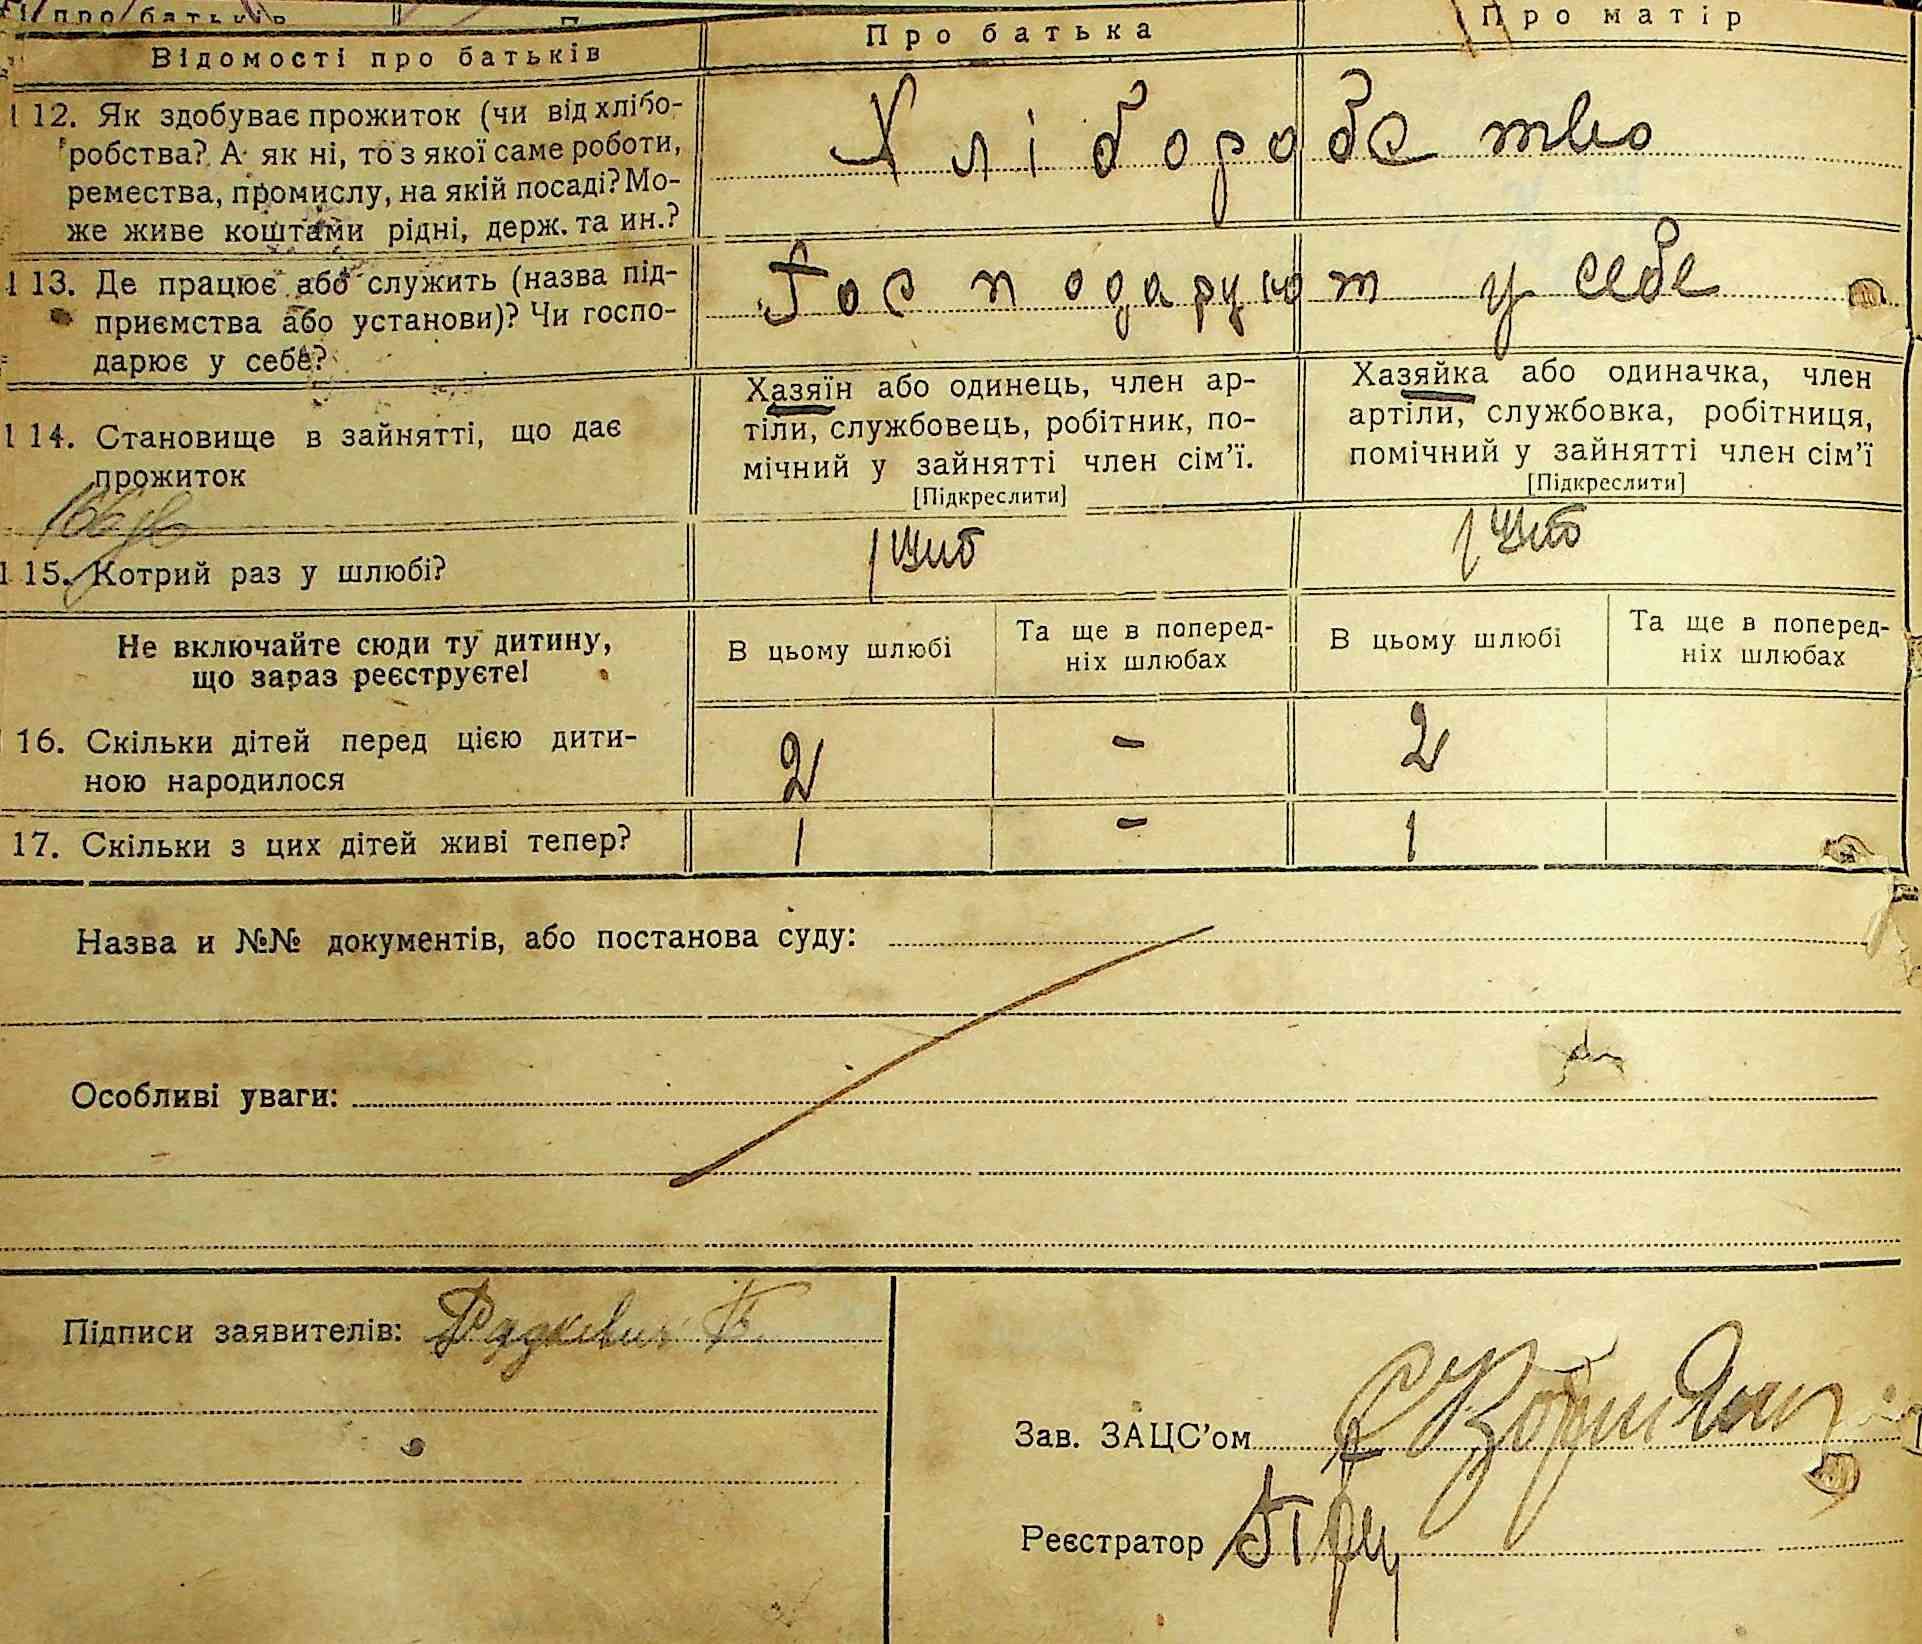 Відомості про батьків
Про батька
Про матір
12. Як здобуває прожиток (чи від хлібо-
робства? А як ні, то з якої саме роботи,
ремества, промислу, на якій посаді? Мо-
же живе коштами рідні, держ. та ин.?
Хліборобство
13. Де працює або служить (назва під-
приємства або установи)? Чи госпо-
дарює у себе?
Господарують у себе
14. Становище в зайнятті, що дає
прожиток
Хазяїн або одинець, член ар-
тіли, службовець, робітник, по-
мічний у зайнятті член сім’ї.
[Підкреслити]
Хазяйка або одиначка, член
артіли, службовка, робітниця,
помічний у зайнятті член сім’ї
[Підкреслити]
15. Котрий раз у шлюбі?
Не включайте сюди ту дитину,
що зараз реєструєте!
В цьому шлюбі
Та ще в поперед-
ніх шлюбах
В цьому шлюбі
Та ще в поперед-
ніх шлюбах
16. Скільки дітей перед цією дити-
ною народилося
2 - 2
17. Скільки з цих дітей живі тепер?
1 - 1
Назва и №№ документів, або постанова суду:
Особливі уваги:
Підписи заявителів:
Зав. ЗАЦС’ом
Реєстратор